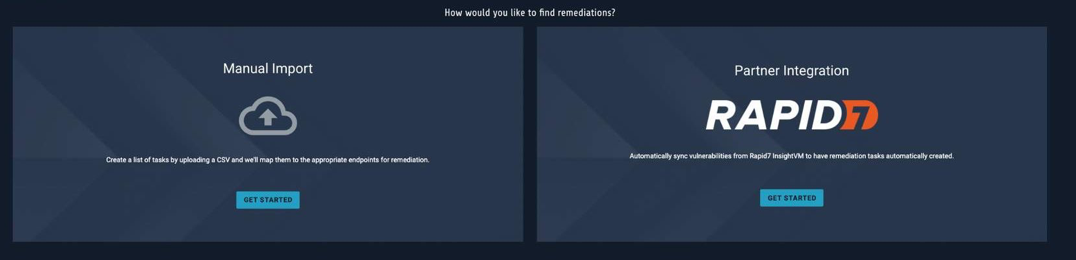 How would you like to find remediations?
Manual Import
Create a list of tasks by uploading a CSV and we'll map them to the appropriate endpoints for remediation.
GET STARTED
Partner Integration
RAPID7
Automatically sync vulnerabilities from Rapid7 InsightVM to have remediation tasks automatically created.
GET STARTED